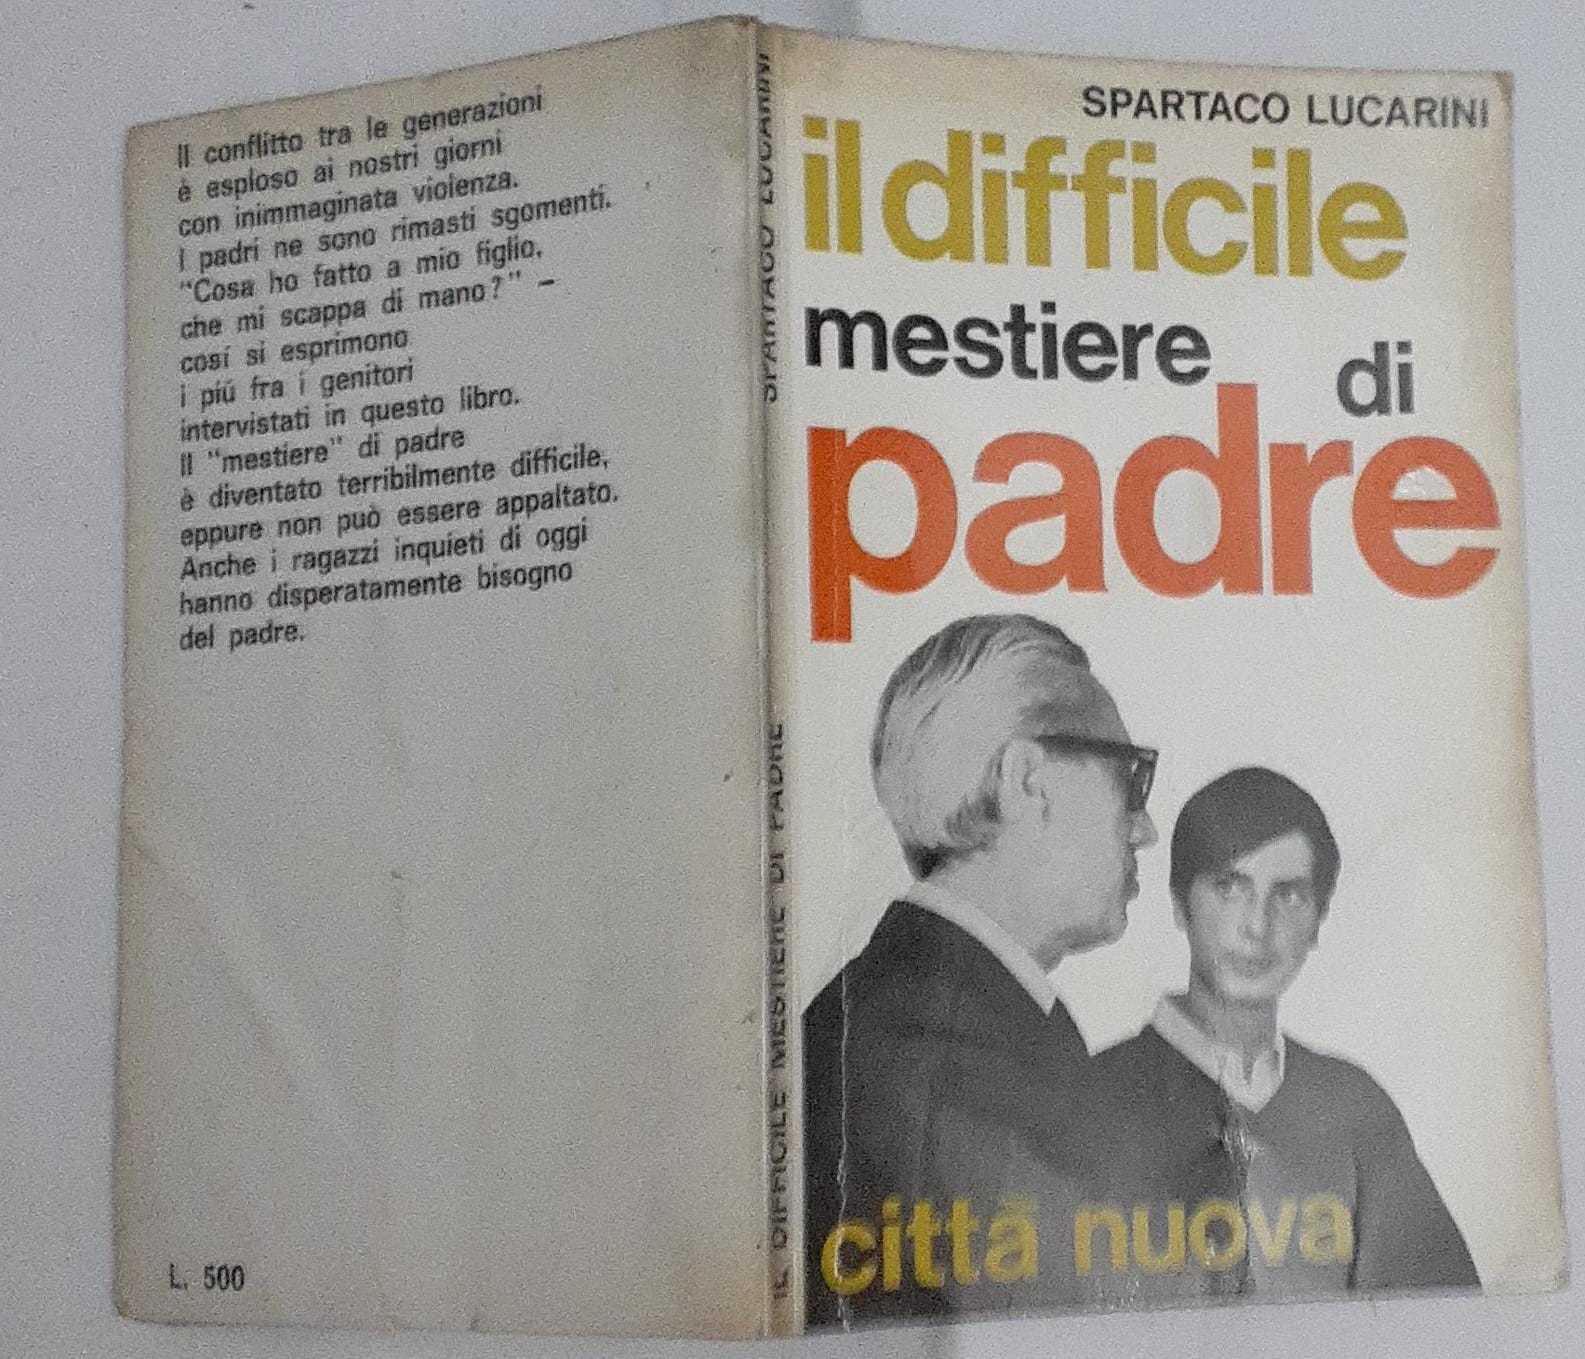 Il conflitto tra le generazioni
è esploso ai nostri giorni
con inimmaginata violenza.
I padri ne sono rimasti sgomenti.
"Cosa ho fatto a mio figlio,
che mi scappa di mano?" –
cosí si esprimono
i piú fra i genitori
intervistati in questo libro.
Il "mestiere" di padre
è diventato terribilmente difficile,
eppure non può essere appaltato.
Anche i ragazzi inquieti di oggi
hanno disperatamente bisogno
del padre.
L. 500
SPARTACO LUCARINI
IL DIFFICILE MESTIERE DI PADRE
SPARTACO LUCARINI
il difficile
mestiere di
padre
città nuova